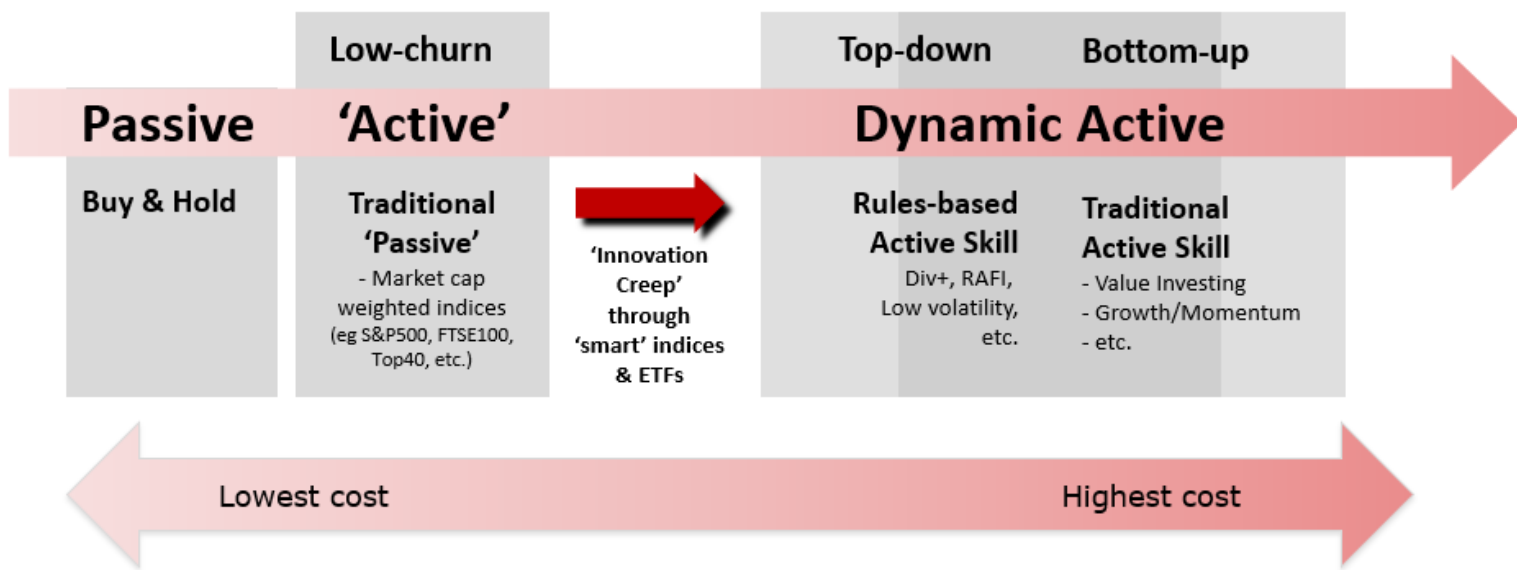 Low-churn
Top-down
Bottom-up
Passive
‘Active’
Dynamic Active
Buy & Hold
Traditional
‘Passive’
- Market cap
weighted indices
(eg S&P500, FTSE100,
Top40, etc.)
‘Innovation
Creep’
through
‘smart’ indices
& ETFs
Rules-based
Active Skill
Div+, RAFI,
Low volatility,
etc.
Traditional
Active Skill
- Value Investing
- Growth/Momentum
- etc.
Lowest cost
Highest cost